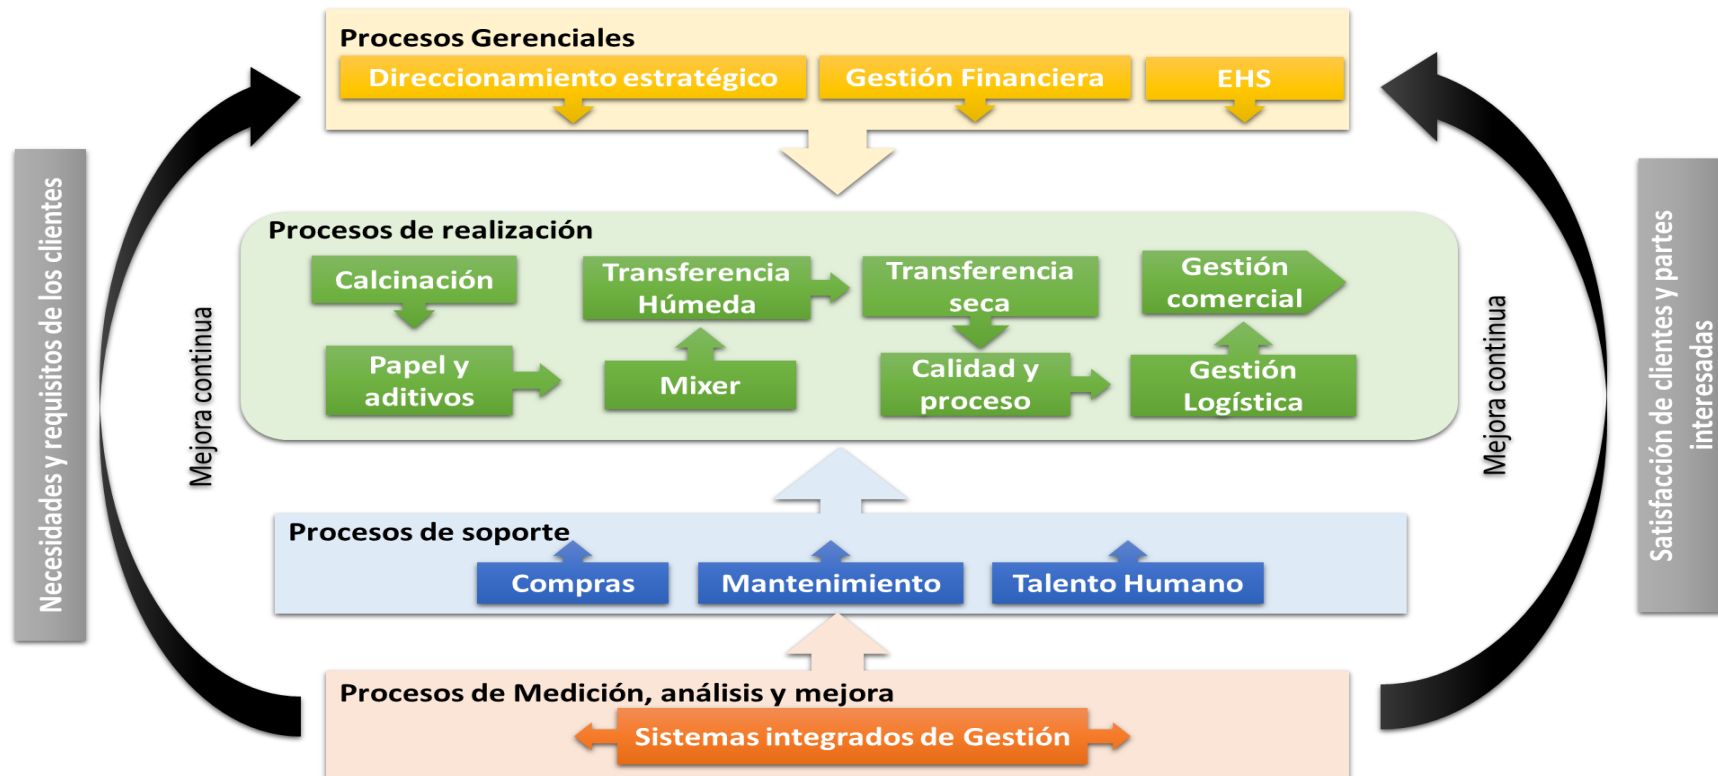 Procesos Gerenciales
Direccionamiento estratégico
Gestión Financiera
EHS
Necesidades y requisitos de los clientes
Mejora continua
Procesos de realización
Calcinación
Papel y
aditivos
Transferencia
Húmeda
Mixer
Transferencia
seca
Calidad y
proceso
Gestión
comercial
Gestión
Logística
Mejora continua
Satisfacción de clientes y partes
interesadas
Procesos de soporte
Compras
Mantenimiento
Talento Humano
Procesos de Medición, análisis y mejora
Sistemas integrados de Gestión